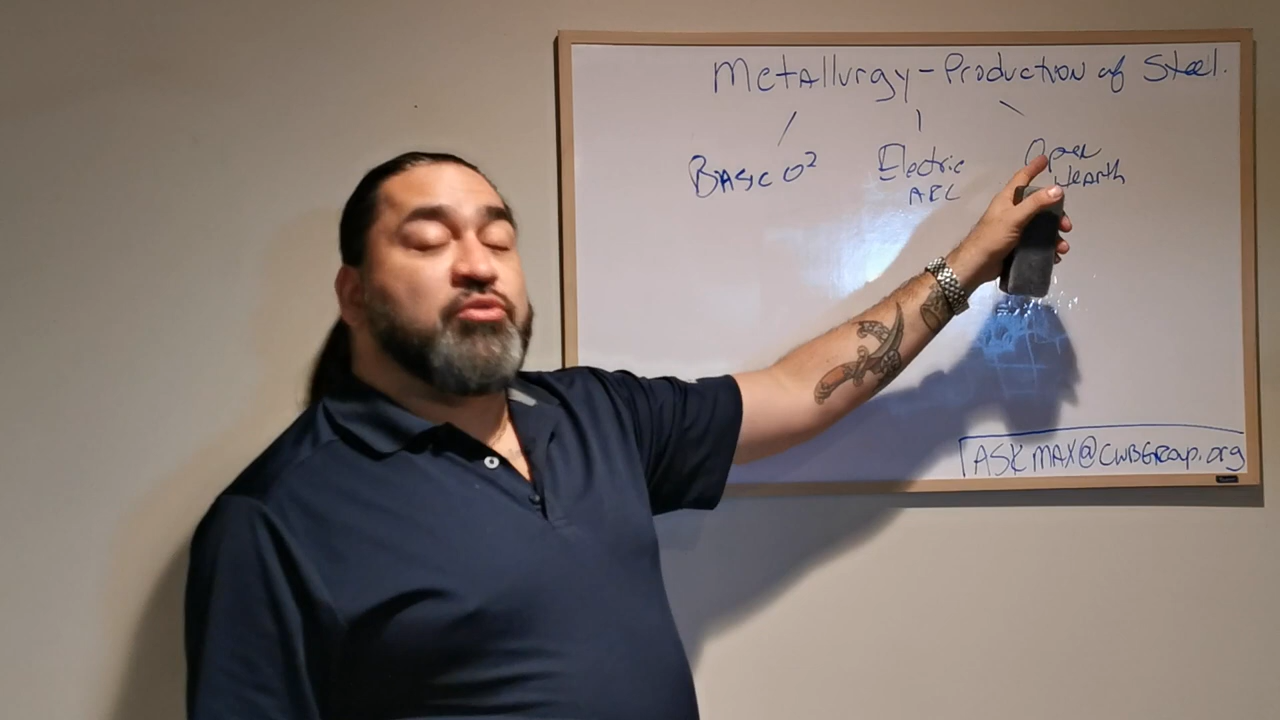 Metallurgy - Production of Steel.
Basic O²
Electric
ARC
Open
Hearth
ASK MAX@CWBGROUP.org